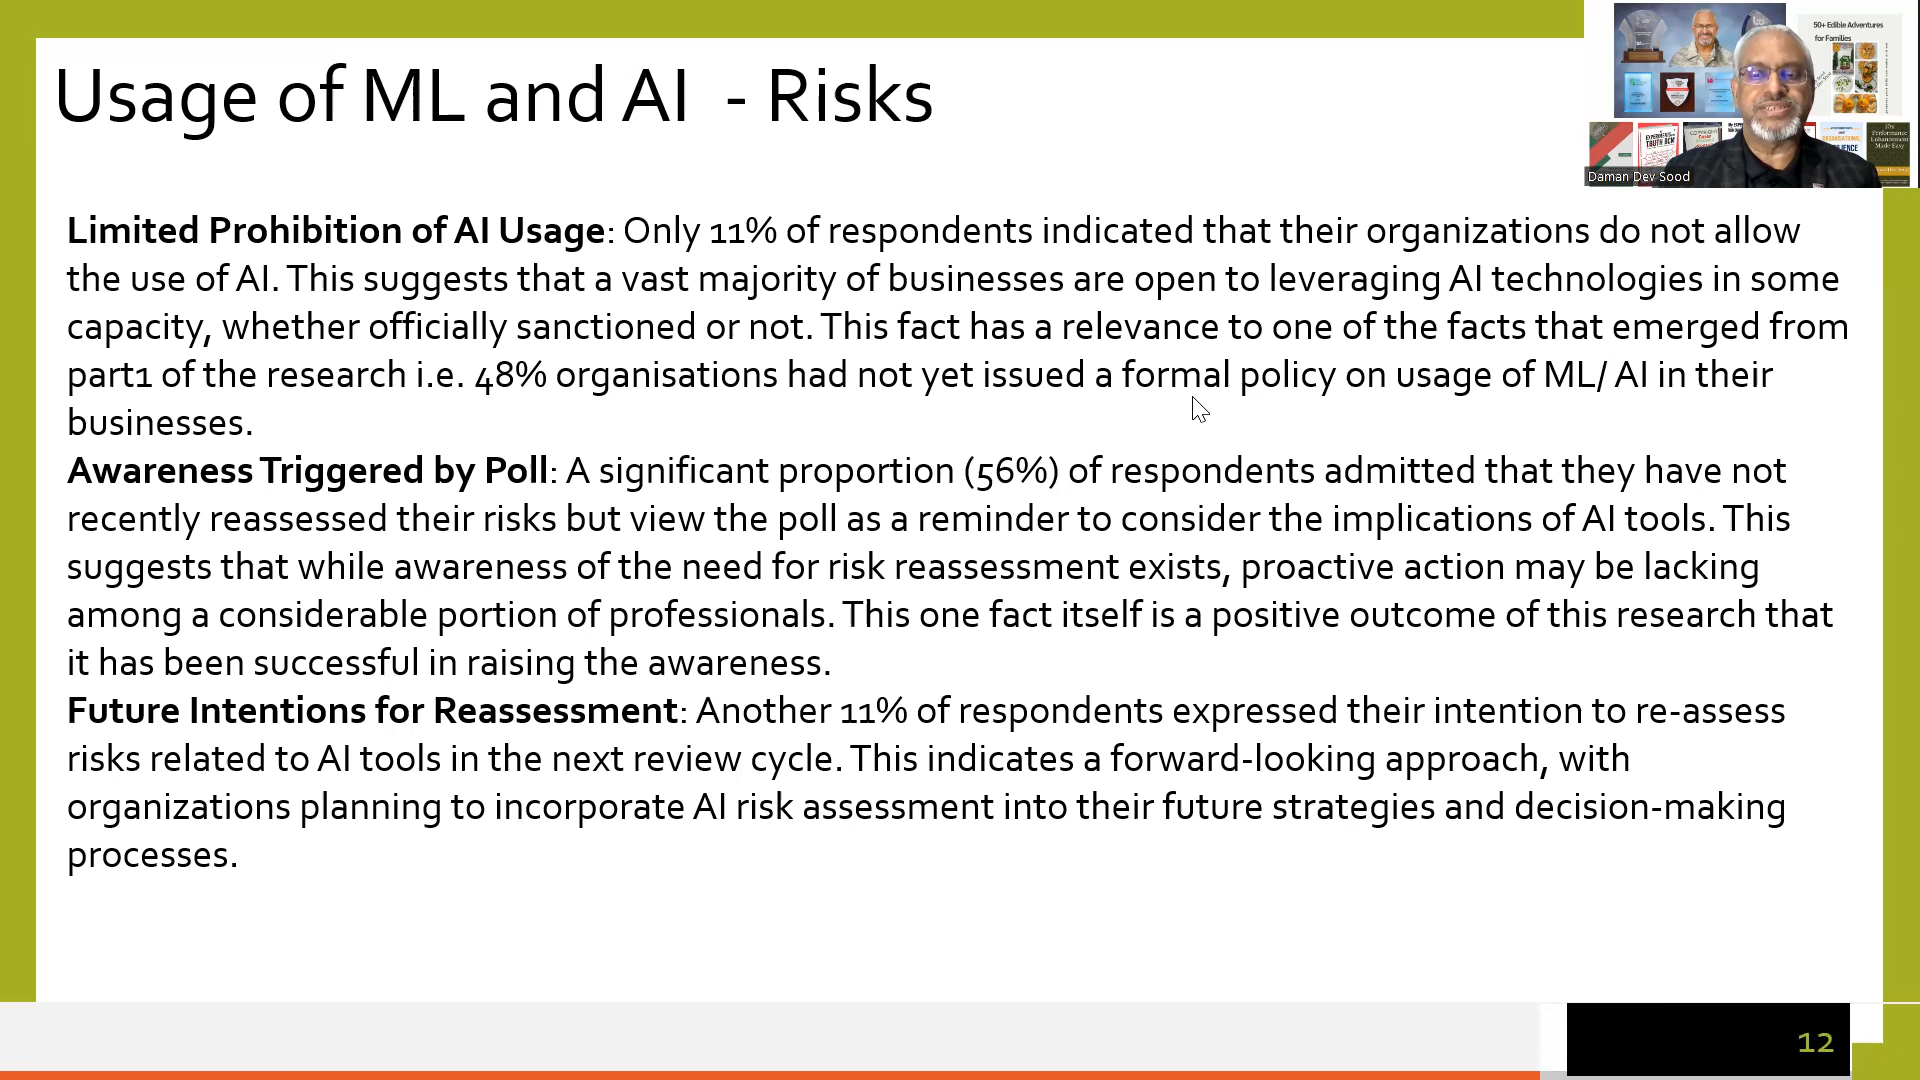 Usage of ML and AI - Risks
50+ Edible Adventures
for Families
EXPERIMENTS
TRUTH BCM
COPYRIGHT
10x
Performance
Enhancement
Made Easy
Daman Dev Sood
Limited Prohibition of AI Usage: Only 11% of respondents indicated that their organizations do not allow
the use of AI. This suggests that a vast majority of businesses are open to leveraging AI technologies in some
capacity, whether officially sanctioned or not. This fact has a relevance to one of the facts that emerged from
part1 of the research i.e. 48% organisations had not yet issued a formal policy on usage of ML/ AI in their
businesses.
Awareness Triggered by Poll: A significant proportion (56%) of respondents admitted that they have not
recently reassessed their risks but view the poll as a reminder to consider the implications of AI tools. This
suggests that while awareness of the need for risk reassessment exists, proactive action may be lacking
among a considerable portion of professionals. This one fact itself is a positive outcome of this research that
it has been successful in raising the awareness.
Future Intentions for Reassessment: Another 11% of respondents expressed their intention to re-assess
risks related to AI tools in the next review cycle. This indicates a forward-looking approach, with
organizations planning to incorporate AI risk assessment into their future strategies and decision-making
processes.
12